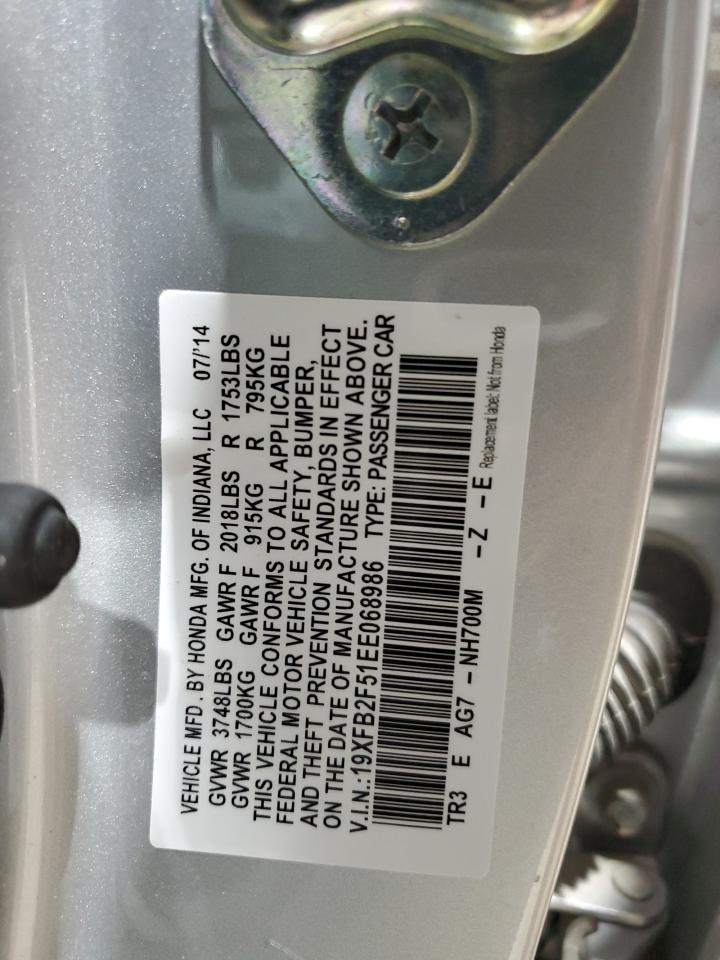 VEHICLE MFD . BY HONDA MFG. OF INDIANA, LLC 07/'14
GVWR 3748LBS GAWR F 2018LBS R 1753LBS
GVWR 1700KG GAWR F 915KG R 795KG
THIS VEHICLE CONFORMS TO ALL APPLICABLE
FEDERAL MOTOR VEHICLE SAFETY, BUMPER,
AND THEFT PREVENTION STANDARDS IN EFFECT
ON THE DATE OF MANUFACTURE SHOWN ABOVE.
V.I.N.:19XFB2F51EE068986 TYPE: PASSENGER CAR
TR3 E AG7 - NH700M - Z - E Replacement label: Not from Honda